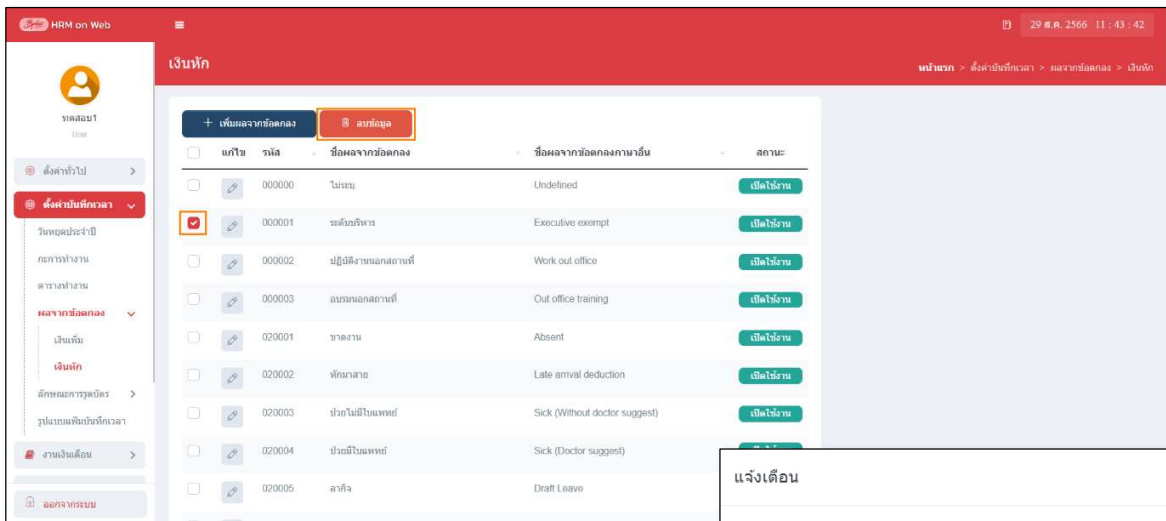 HRM on Web
29 ส.ค. 2566 11 : 43 : 42
เงินหัก
หน้าแรก > ตั้งค่าบันทึกเวลา > ผลจากข้อตกลง > เงินหัก
ทดสอบ1
User
ตั้งค่าทั่วไป
ตั้งค่าบันทึกเวลา
วันหยุดประจำปี
กะการทำงาน
ตารางทำงาน
ผลจากข้อตกลง
เงินเพิ่ม
เงินหัก
ลักษณะการรูดบัตร
รูปแบบแฟ้มบันทึกเวลา
งานเงินเดือน
ออกจากระบบ
+ เพิ่มผลจากข้อตกลง ลบข้อมูล
แก้ไข รหัส ชื่อผลจากข้อตกลง ชื่อผลจากข้อตกลงภาษาอื่น สถานะ
000000 ไม่ระบุ Undefined เปิดใช้งาน
000001 ระดับบริหาร Executive exempt เปิดใช้งาน
000002 ปฏิบัติงานนอกสถานที่ Work out office เปิดใช้งาน
000003 อบรมนอกสถานที่ Out office training เปิดใช้งาน
020001 ขาดงาน Absent เปิดใช้งาน
020002 หักมาสาย Late arrival deduction เปิดใช้งาน
020003 ป่วยไม่มีใบแพทย์ Sick (Without doctor suggest) เปิดใช้งาน
020004 ป่วยมีใบแพทย์ Sick (Doctor suggest)
020005 ลากิจ Draft Leave
แจ้งเตือน